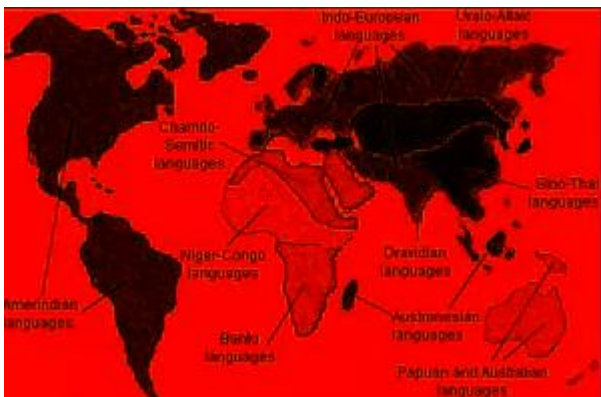 Indo-European
languages
Uralo-Altaic
languages
Semitic
languages
Sino-Thai
languages
Niger-Congo
languages
Dravidian
languages
Amerindian
languages
Austronesian
languages
Bantu
languages
Papuan and Australian
languages